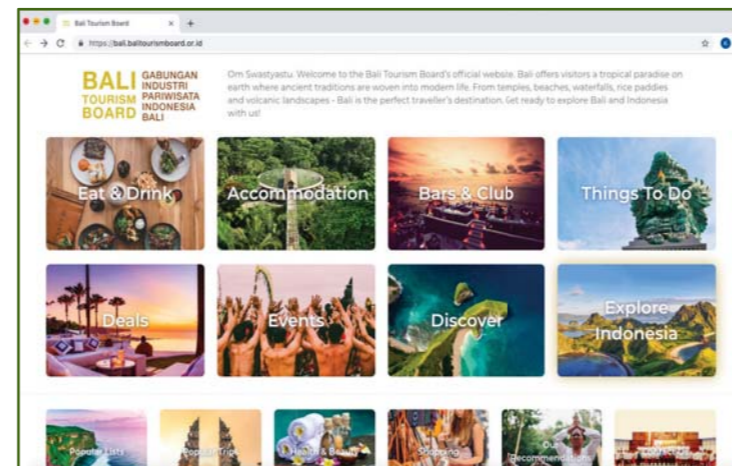 Bali Tourism Board
https://bali.balitourismboard.or.id
BALI
TOURISM
BOARD
GABUNGAN
INDUSTRI
PARIWISATA
INDONESIA
BALI
Om Swastyastu. Welcome to the Bali Tourism Board's official website. Bali offers visitors a tropical paradise on
earth where ancient traditions are woven into modern life. From temples, beaches, waterfalls, rice paddies
and volcanic landscapes - Bali is the perfect traveller's destination. Get ready to explore Bali and Indonesia
with us!
Eat & Drink
Accommodation
Bars & Club
Things To Do
Deals
Events
Discover
Explore
Indonesia
Popular Lists
Popular Trips
Health & Beauty
Shopping
Our
Recommendations
Contact Us